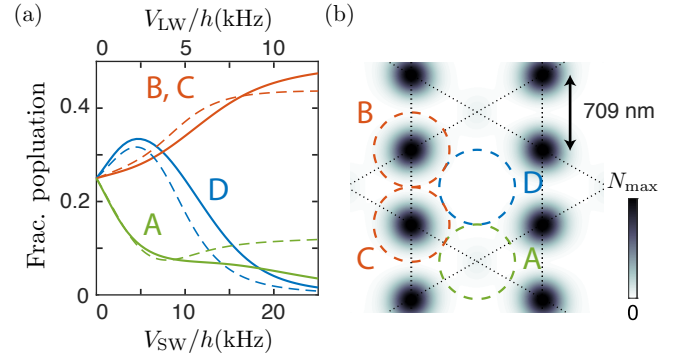 (a)
V_LW/h(kHz)
0 5 10
Frac. popluation
0.4
0.2
0
B, C
D
A
0 10 20
V_SW/h(kHz)
(b)
B
D
C
A
709 nm
N_max
0